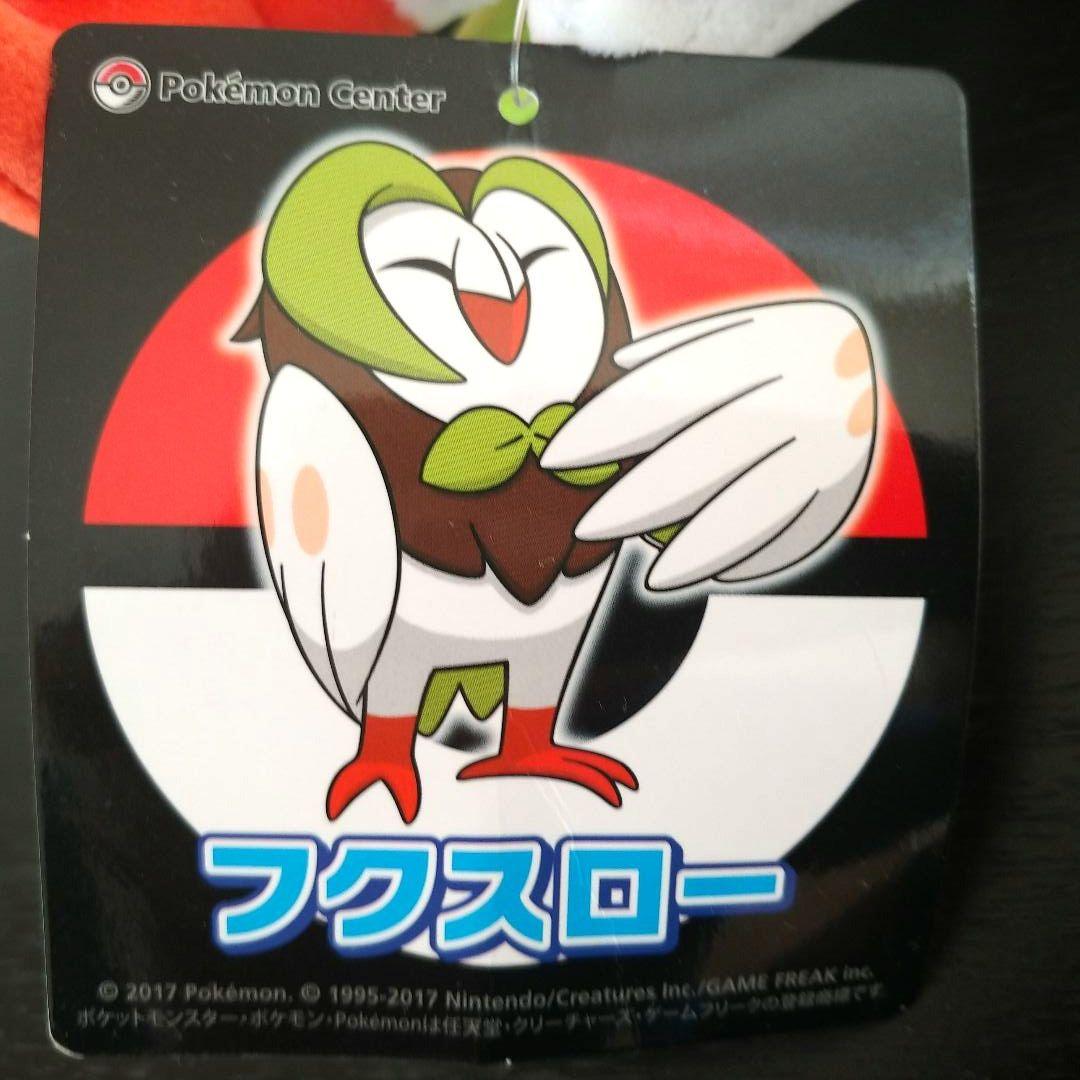 Pokémon Center
フクスロー
© 2017 Pokémon. © 1995-2017 Nintendo/Creatures Inc./GAME FREAK inc.
ポケットモンスター・ポケモン・Pokémonは任天堂・クリーチャーズ・ゲームフリークの登録商標です。